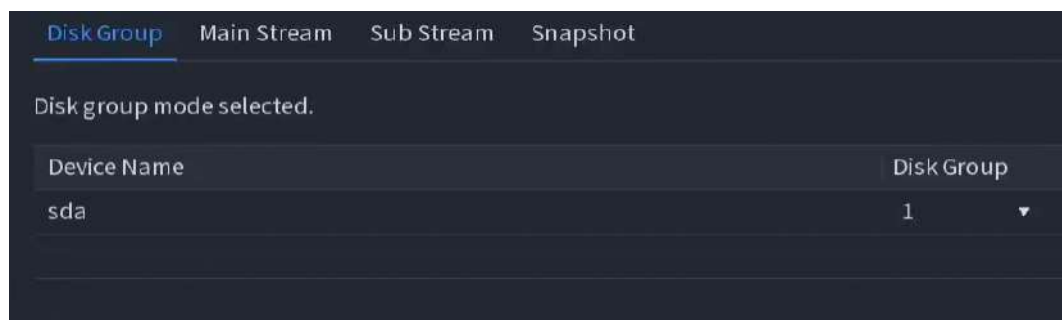 Disk Group Main Stream Sub Stream Snapshot
Disk group mode selected.
Device Name Disk Group
sda 1